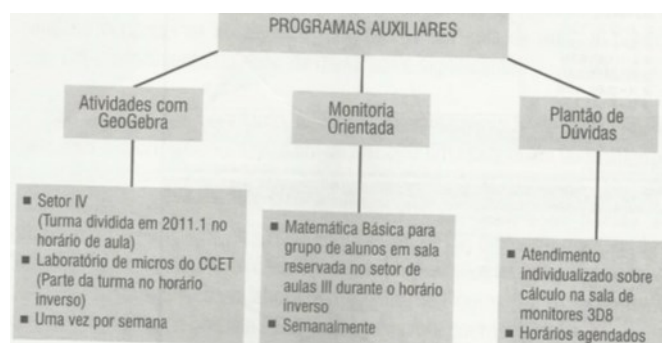 PROGRAMAS AUXILIARES
Atividades com
GeoGebra
Monitoria
Orientada
Plantão de
Dúvidas
■ Setor IV
(Turma dividida em 2011.1 no
horário de aula)
■ Laboratório de micros do CCET
(Parte da turma no horário
inverso)
■ Uma vez por semana
■ Matemática Básica para
grupo de alunos em sala
reservada no setor de
aulas III durante o horário
inverso
■ Semanalmente
■ Atendimento
individualizado sobre
cálculo na sala de
monitores 3D8
■ Horários agendados